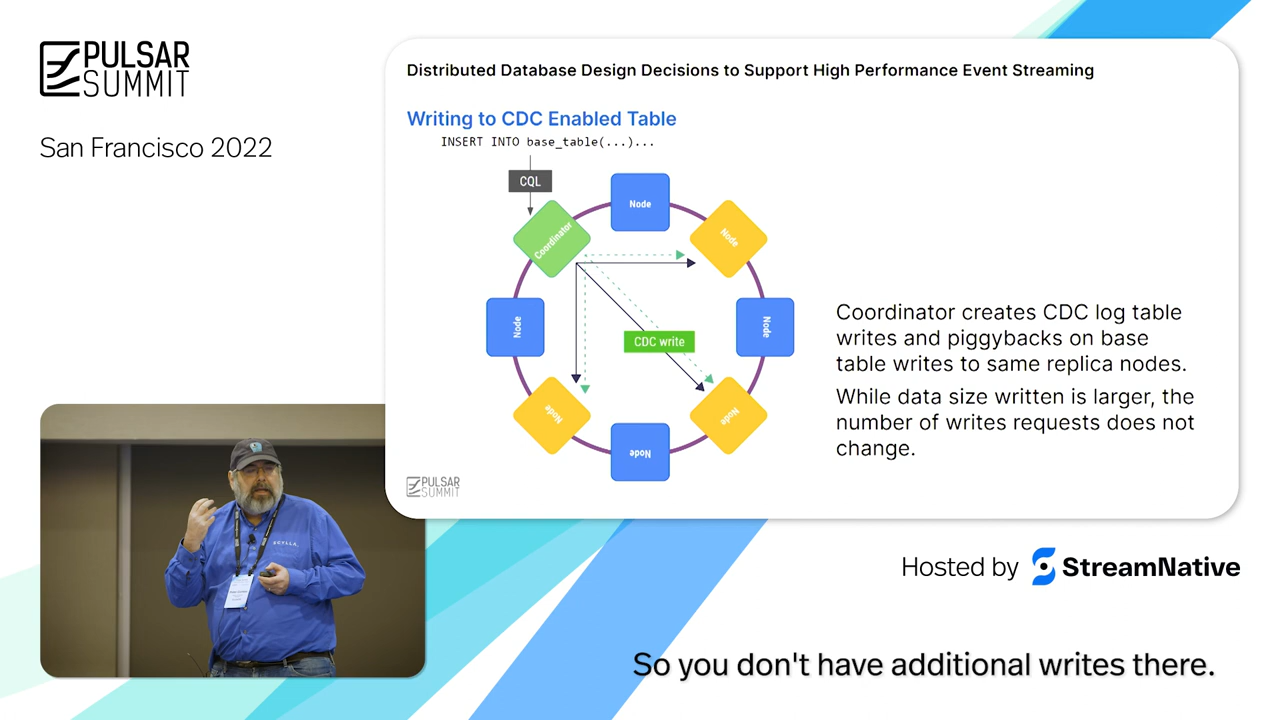 PULSAR
SUMMIT
San Francisco 2022
Distributed Database Design Decisions to Support High Performance Event Streaming
Writing to CDC Enabled Table
INSERT INTO base_table(...)...
CQL
Node
Coordinator
Node
Node
Node
CDC write
Node
Node
Node
Coordinator creates CDC log table
writes and piggybacks on base
table writes to same replica nodes.
While data size written is larger, the
number of writes requests does not
change.
PULSAR
SUMMIT
SCYLLA.
Hosted by StreamNative
So you don't have additional writes there.